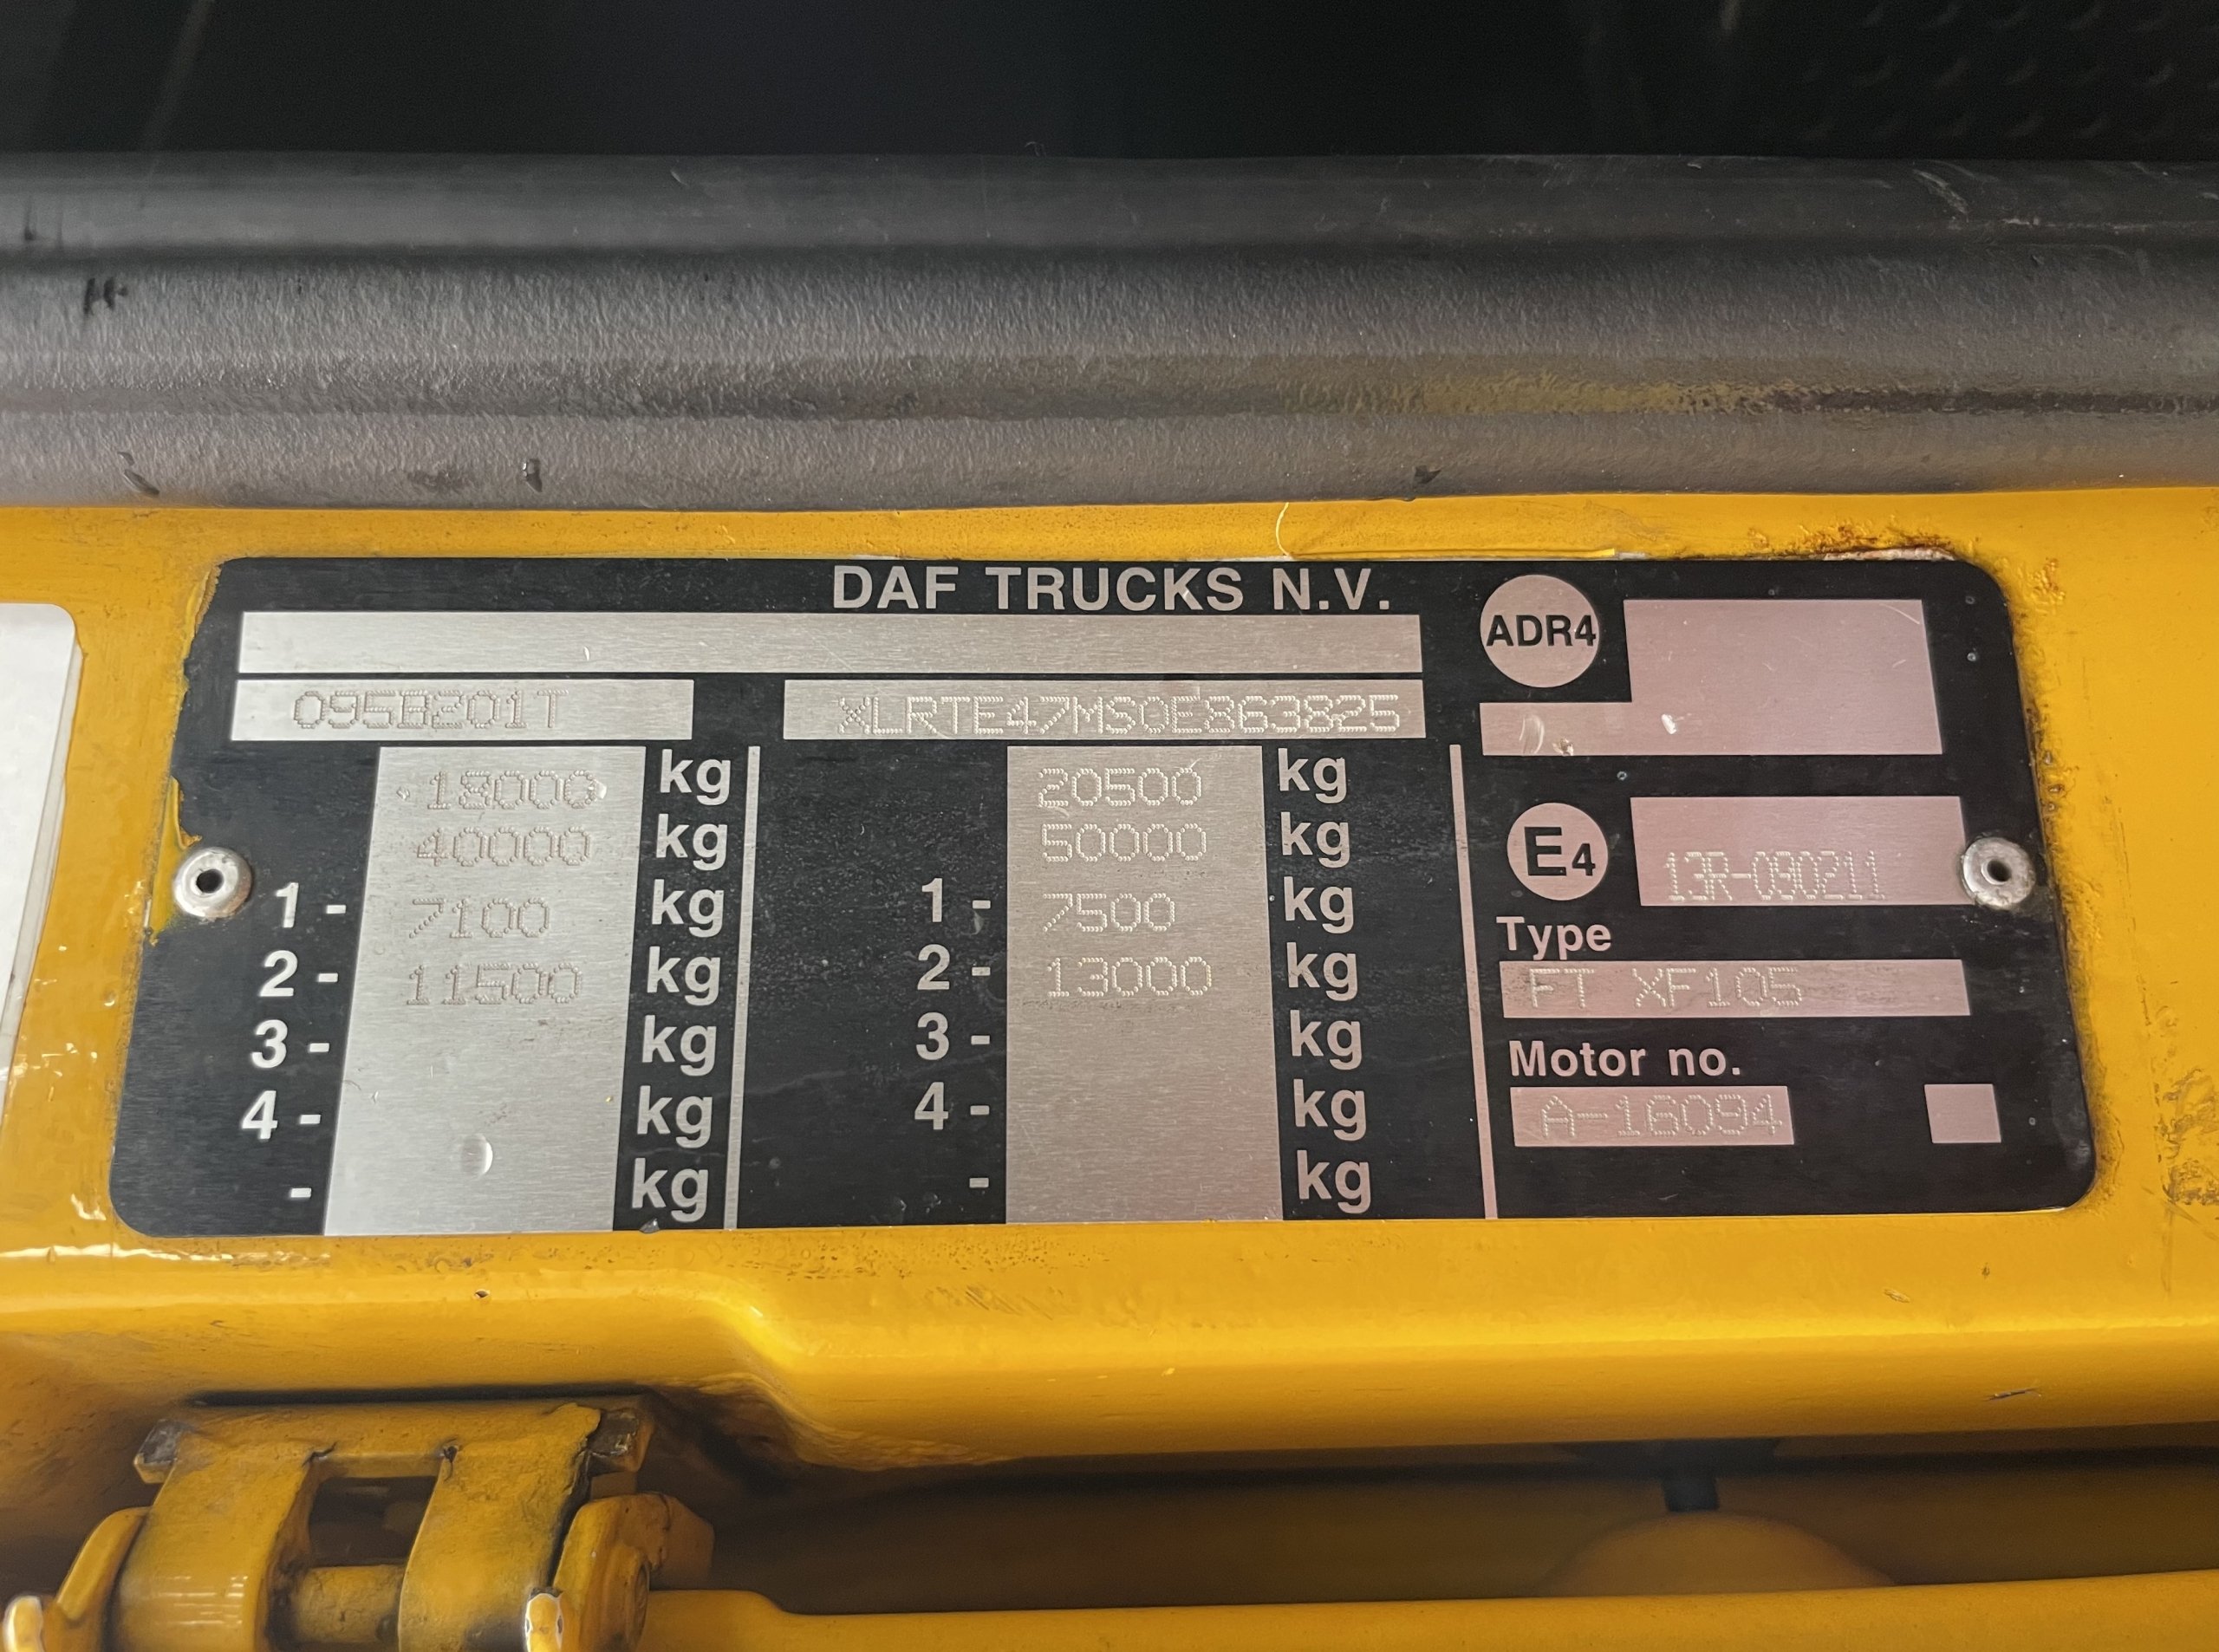 DAF TRUCKS N.V.
095BZ01T XLRTE47MS0E863825
18000 kg 20500 kg
40000 kg 50000 kg
1 - 7100 kg 1 - 7500 kg
2 - 11500 kg 2 - 13000 kg
3 - kg 3 - kg
4 - kg 4 - kg
- kg - kg
ADR4
E4 13R-090211
Type
FT XF105
Motor no.
A-16094